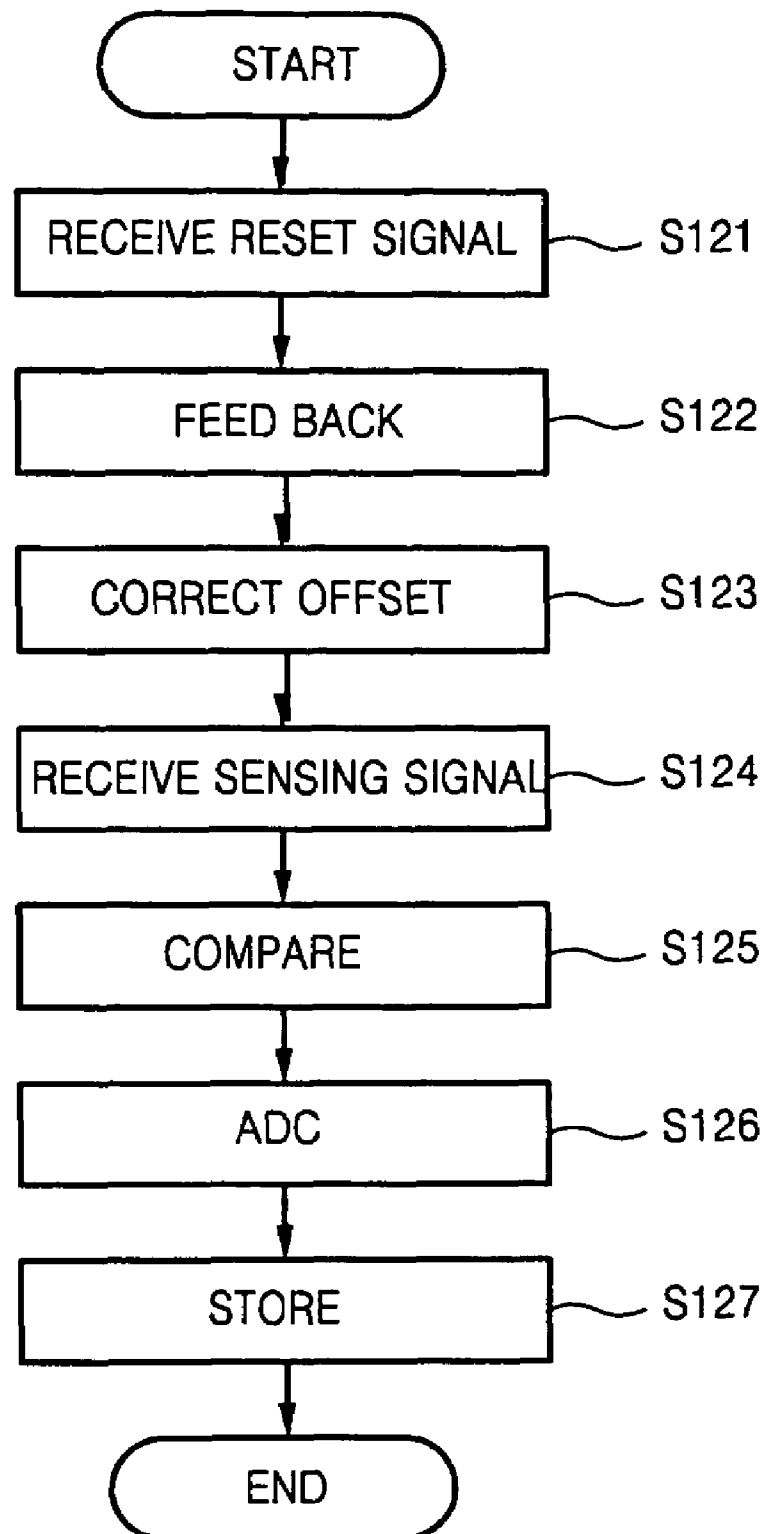 START
RECEIVE RESET SIGNAL S121
FEED BACK S122
CORRECT OFFSET S123
RECEIVE SENSING SIGNAL S124
COMPARE S125
ADC S126
STORE S127
END